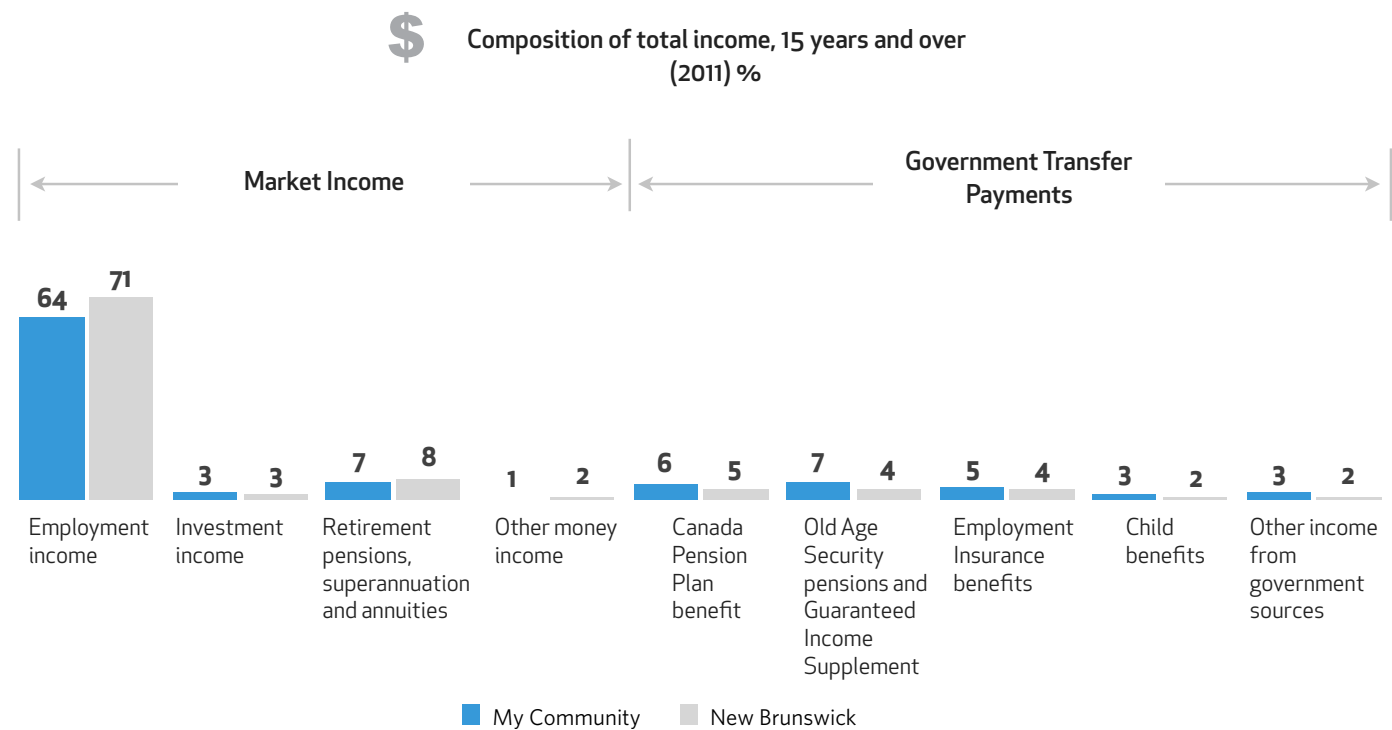 $
Composition of total income, 15 years and over
(2011) %
Market Income
Government Transfer
Payments
64
71
3
3
7
8
1
2
6
5
7
4
5
4
3
2
3
2
Employment
income
Investment
income
Retirement
pensions,
superannuation
and annuities
Other money
income
Canada
Pension
Plan
benefit
Old Age
Security
pensions and
Guaranteed
Income
Supplement
Employment
Insurance
benefits
Child
benefits
Other income
from
government
sources
My Community
New Brunswick